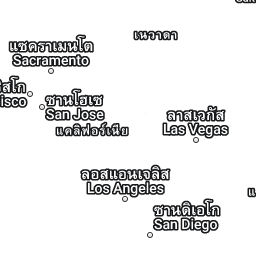 เนวาดา
แซคราเมนโต
Sacramento
ซานโฮเซ
San Jose
แคลิฟอร์เนีย
ลาสเวกัส
Las Vegas
ลอสแอนเจลิส
Los Angeles
ซานดิเอโก
San Diego